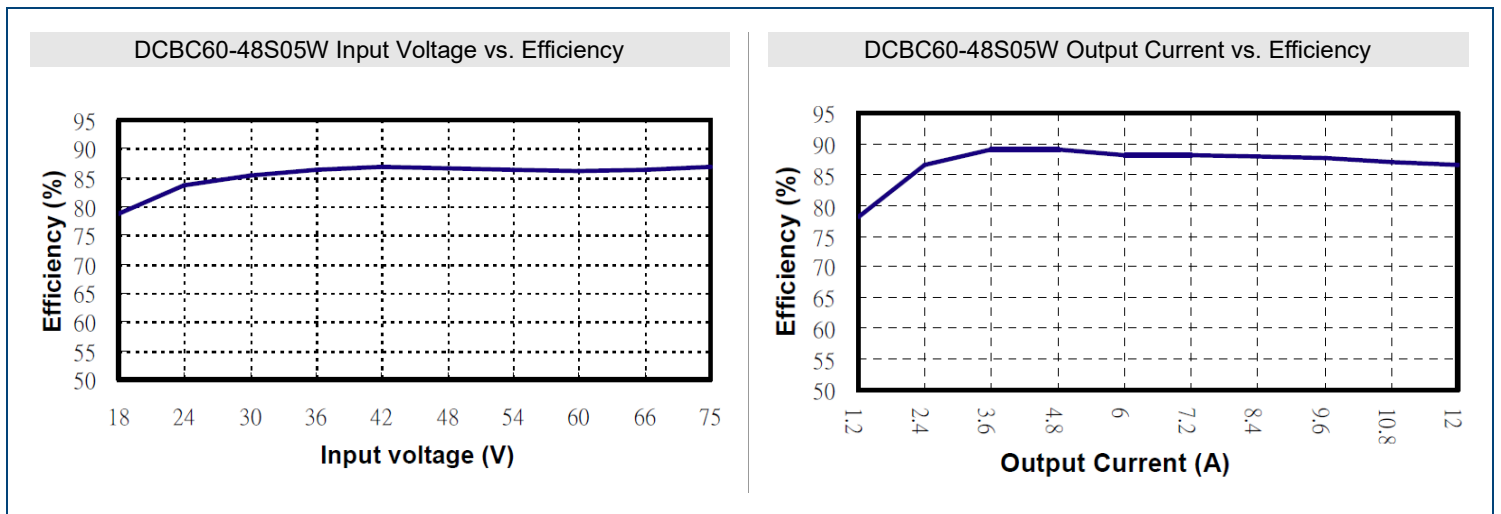 DCBC60-48S05W Input Voltage vs. Efficiency
95
90
85
80
75
70
65
60
55
50
Efficiency (%)
18 24 30 36 42 48 54 60 66 75
Input voltage (V)
DCBC60-48S05W Output Current vs. Efficiency
95
90
85
80
75
70
65
60
55
50
Efficiency (%)
1.2 2.4 3.6 4.8 6 7.2 8.4 9.6 10.8 12
Output Current (A)